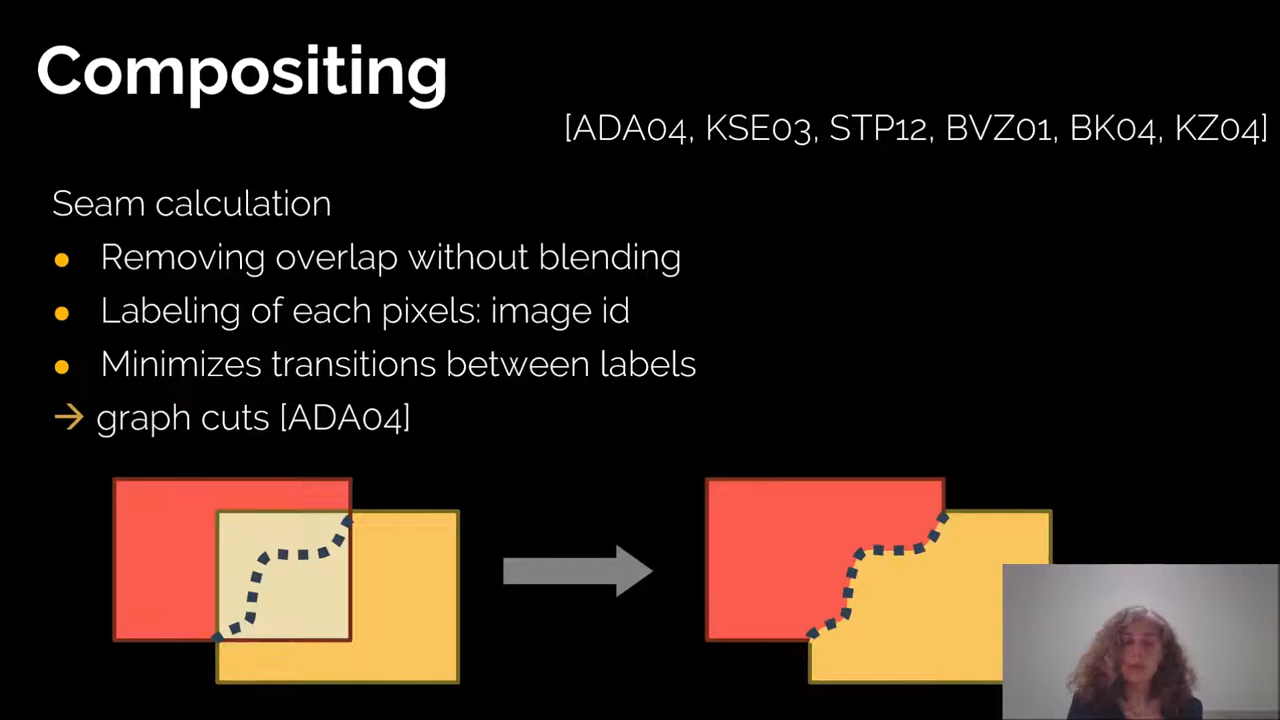 Compositing
[ADA04, KSE03, STP12, BVZ01, BK04, KZ04]
Seam calculation
● Removing overlap without blending
● Labeling of each pixels: image id
● Minimizes transitions between labels
→ graph cuts [ADA04]